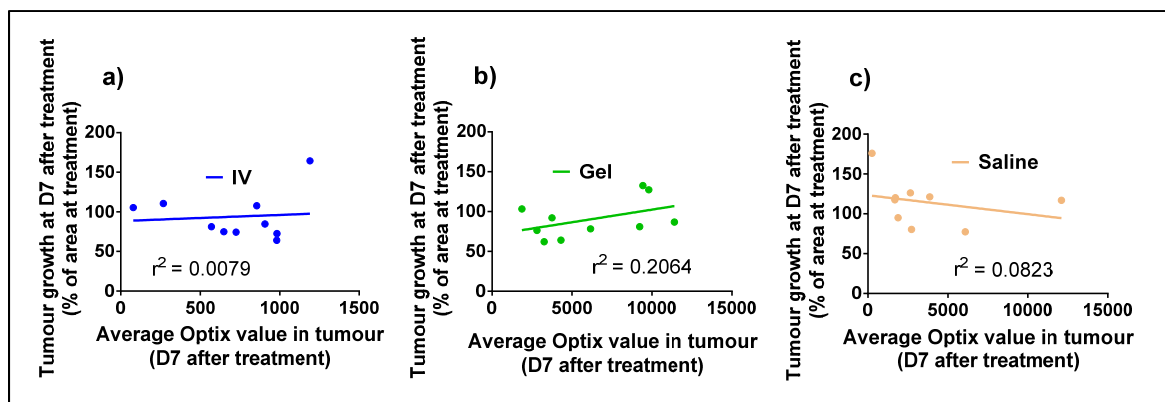 a)
Tumour growth at D7 after treatment
(% of area at treatment)
200
150
100
50
0
IV
r² = 0.0079
0 500 1000 1500
Average Optix value in tumour
(D7 after treatment)
b)
Tumour growth at D7 after treatment
(% of area at treatment)
200
150
100
50
0
Gel
r² = 0.2064
0 5000 10000 15000
Average Optix value in tumour
(D7 after treatment)
c)
Tumour growth at D7 after treatment
(% of area at treatment)
200
150
100
50
0
Saline
r² = 0.0823
0 5000 10000 15000
Average Optix value in tumour
(D7 after treatment)